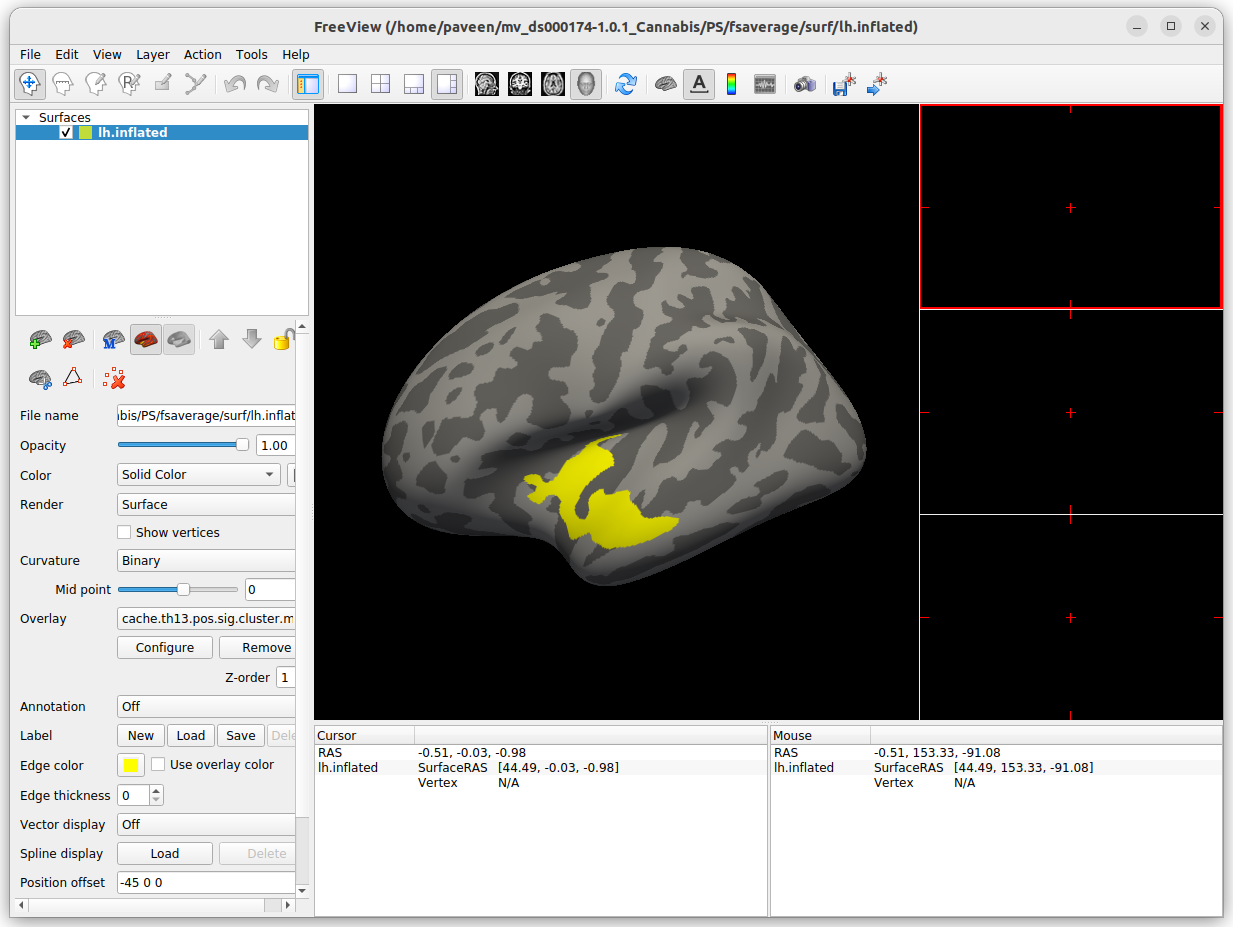 FreeView (/home/paveen/mv_ds000174-1.0.1_Cannabis/PS/fsaverage/surf/lh.inflated)
File Edit View Layer Action Tools Help
Surfaces
lh.inflated
File name
ıbis/PS/fsaverage/surf/lh.inflat
Opacity
1.00
Color
Solid Color
Render
Surface
Show vertices
Curvature
Binary
Mid point
0
Overlay
cache.th13.pos.sig.cluster.m
Configure
Remove
Z-order
1
Annotation
Off
Label
New
Load
Save
Dele
Edge color
Use overlay color
Edge thickness
0
Vector display
Off
Spline display
Load
Delete
Position offset
-45 0 0
Cursor
RAS -0.51, -0.03, -0.98
lh.inflated SurfaceRAS [44.49, -0.03, -0.98]
Vertex N/A
Mouse
RAS -0.51, 153.33, -91.08
lh.inflated SurfaceRAS [44.49, 153.33, -91.08]
Vertex N/A